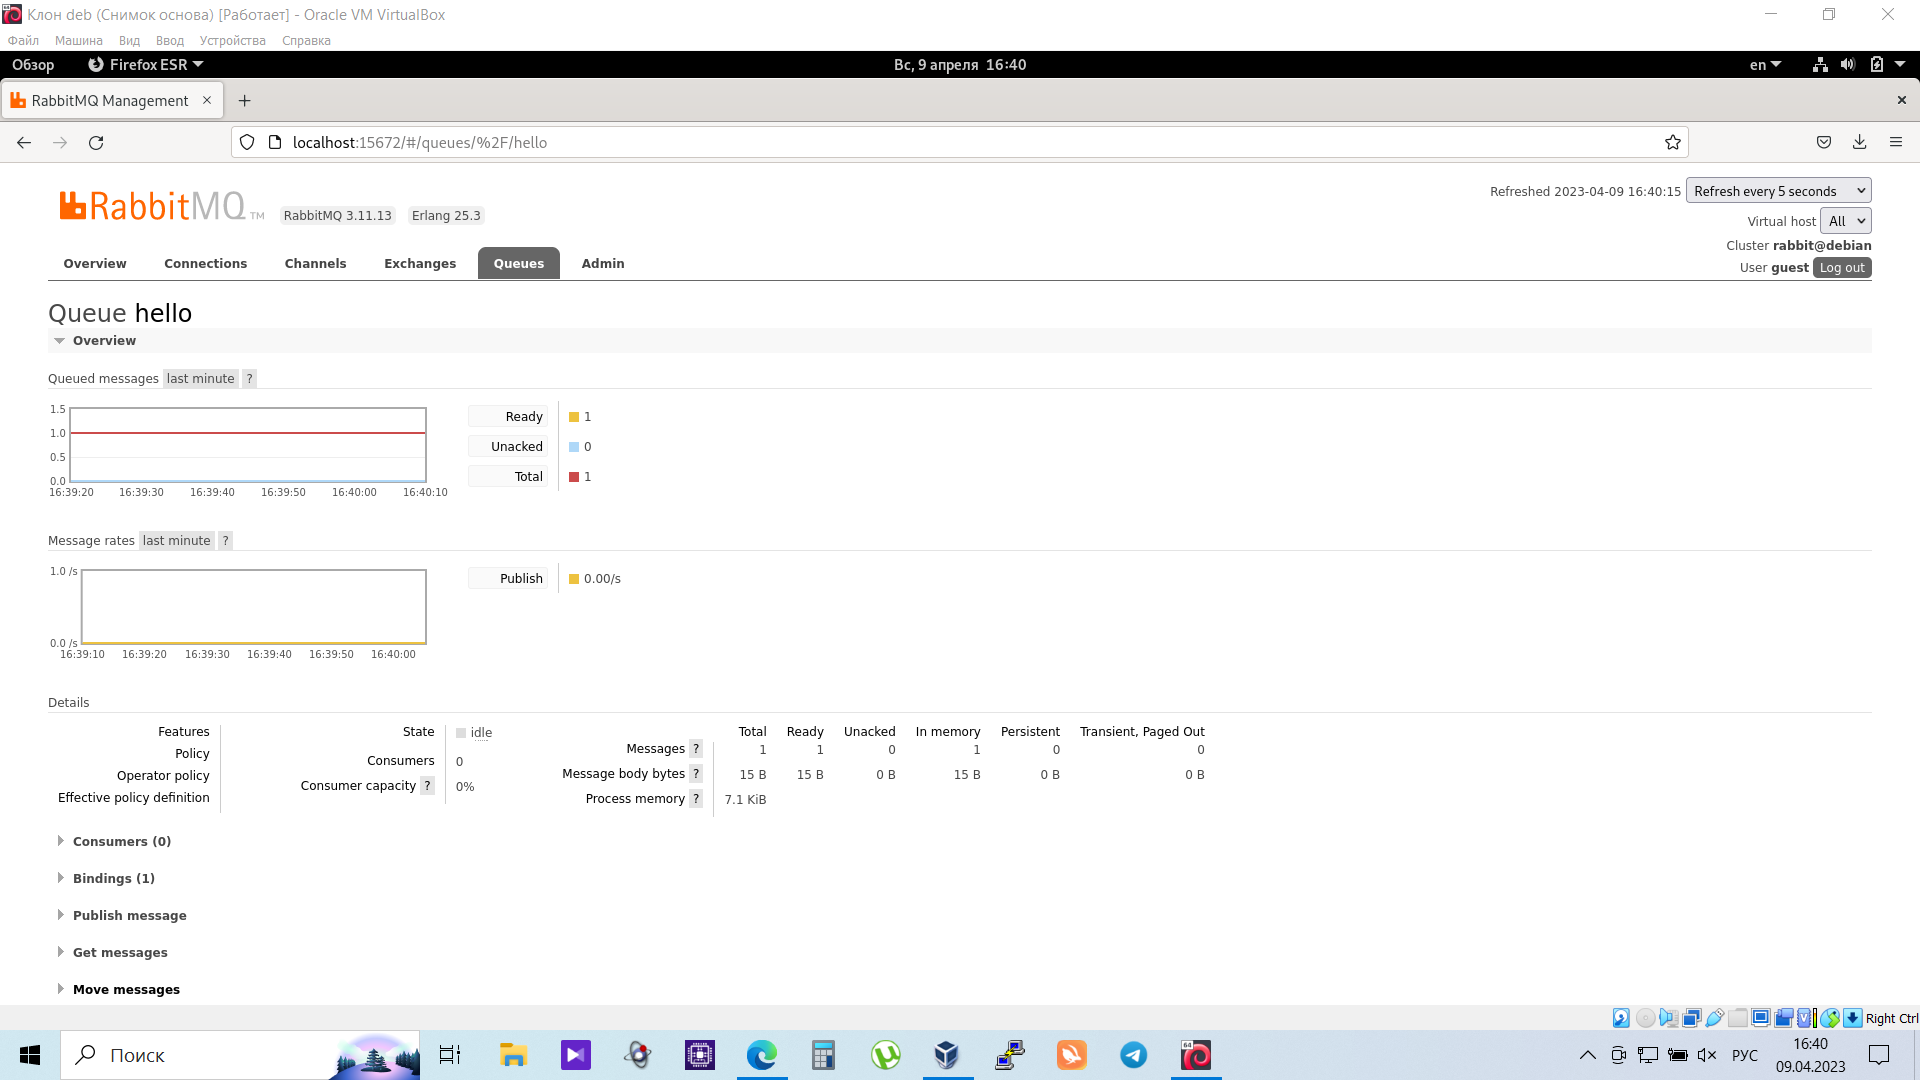 Клон deb (Снимок основа) [Работает] - Oracle VM VirtualBox
Файл Машина Вид Ввод Устройства Справка
Обзор Firefox ESR Вс, 9 апреля 16:40 en
RabbitMQ Management
localhost:15672/#/queues/%2F/hello
RabbitMQ TM RabbitMQ 3.11.13 Erlang 25.3
Refreshed 2023-04-09 16:40:15 Refresh every 5 seconds
Virtual host All
Cluster rabbit@debian
User guest Log out
Overview Connections Channels Exchanges Queues Admin
Queue hello
Overview
Queued messages last minute ?
1.5
1.0
0.5
0.0
16:39:20 16:39:30 16:39:40 16:39:50 16:40:00 16:40:10
Ready 1
Unacked 0
Total 1
Message rates last minute ?
1.0 /s
0.0 /s
16:39:10 16:39:20 16:39:30 16:39:40 16:39:50 16:40:00
Publish 0.00/s
Details
Features
Policy
Operator policy
Effective policy definition
State idle
Consumers 0
Consumer capacity ? 0%
Total Ready Unacked In memory Persistent Transient, Paged Out
Messages ? 1 1 0 1 0 0
Message body bytes ? 15 B 15 B 0 B 15 B 0 B 0 B
Process memory ? 7.1 KiB
Consumers (0)
Bindings (1)
Publish message
Get messages
Move messages
Right Ctrl
Поиск
РУС
16:40
09.04.2023